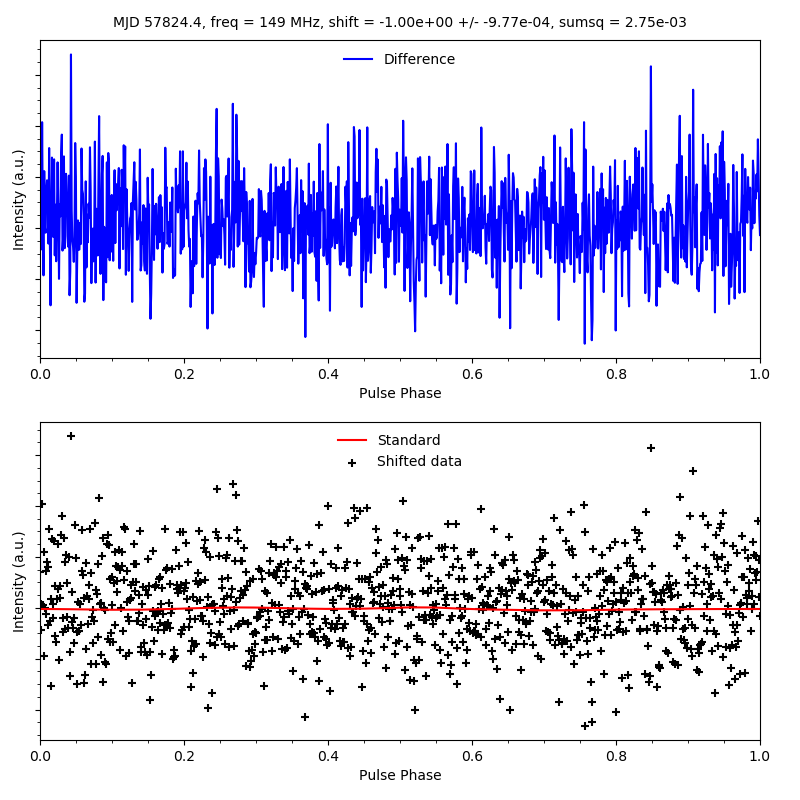 MJD 57824.4, freq = 149 MHz, shift = -1.00e+00 +/- -9.77e-04, sumsq = 2.75e-03
Difference
Intensity (a.u.)
0.0 0.2 0.4 0.6 0.8 1.0
Pulse Phase
Standard
Shifted data
Intensity (a.u.)
0.0 0.2 0.4 0.6 0.8 1.0
Pulse Phase